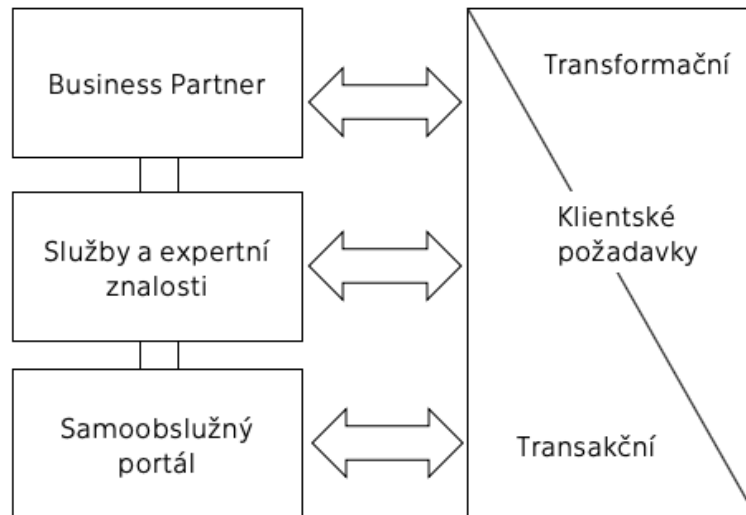 Business Partner
Transformační
Služby a expertní
znalosti
Klientské
požadavky
Samoobslužný
portál
Transakční